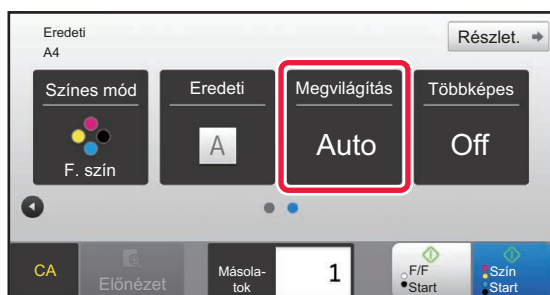 Eredeti
A4
Részlet.
Színes mód
F. szín
Eredeti
A
Megvilágítás
Auto
Többképes
Off
CA
Előnézet
Másola-
tok
1
F/F
Start
Szín
Start